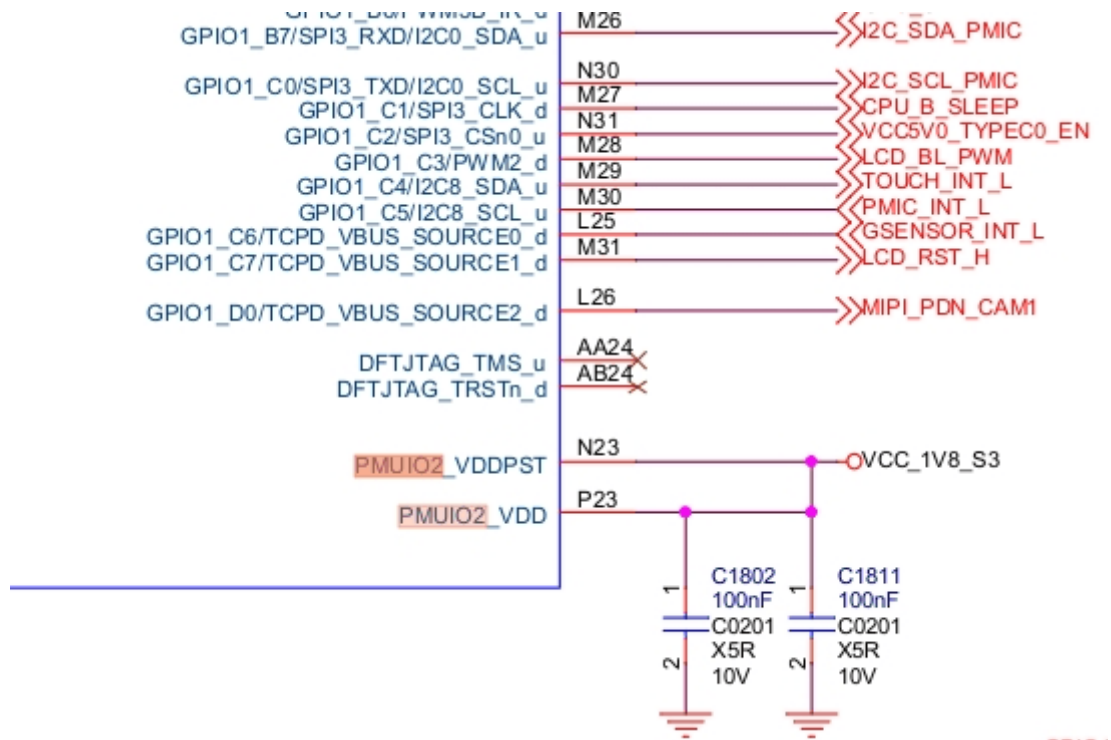 GPIO1_B6/PWM3B_IR_d
GPIO1_B7/SPI3_RXD/I2C0_SDA_u M26 I2C_SDA_PMIC
GPIO1_C0/SPI3_TXD/I2C0_SCL_u N30 I2C_SCL_PMIC
GPIO1_C1/SPI3_CLK_d M27 CPU_B_SLEEP
GPIO1_C2/SPI3_CSn0_u N31 VCC5V0_TYPEC0_EN
GPIO1_C3/PWM2_d M28 LCD_BL_PWM
GPIO1_C4/I2C8_SDA_u M29 TOUCH_INT_L
GPIO1_C5/I2C8_SCL_u M30 PMIC_INT_L
GPIO1_C6/TCPD_VBUS_SOURCE0_d L25 GSENSOR_INT_L
GPIO1_C7/TCPD_VBUS_SOURCE1_d M31 LCD_RST_H
GPIO1_D0/TCPD_VBUS_SOURCE2_d L26 MIPI_PDN_CAM1
DFTJTAG_TMS_u AA24
DFTJTAG_TRSTn_d AB24
PMUIO2_VDDPST N23 VCC_1V8_S3
PMUIO2_VDD P23
1 C1802
100nF
C0201
X5R
2 10V
1 C1811
100nF
C0201
X5R
2 10V